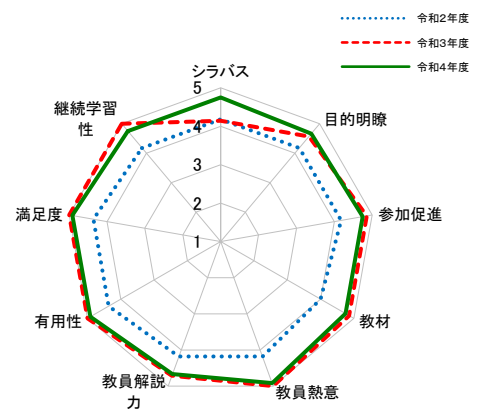 令和2年度
令和3年度
令和4年度
シラバス
目的明瞭
参加促進
教材
教員熱意
教員解説
力
有用性
満足度
継続学習
性
5
4
3
2
1